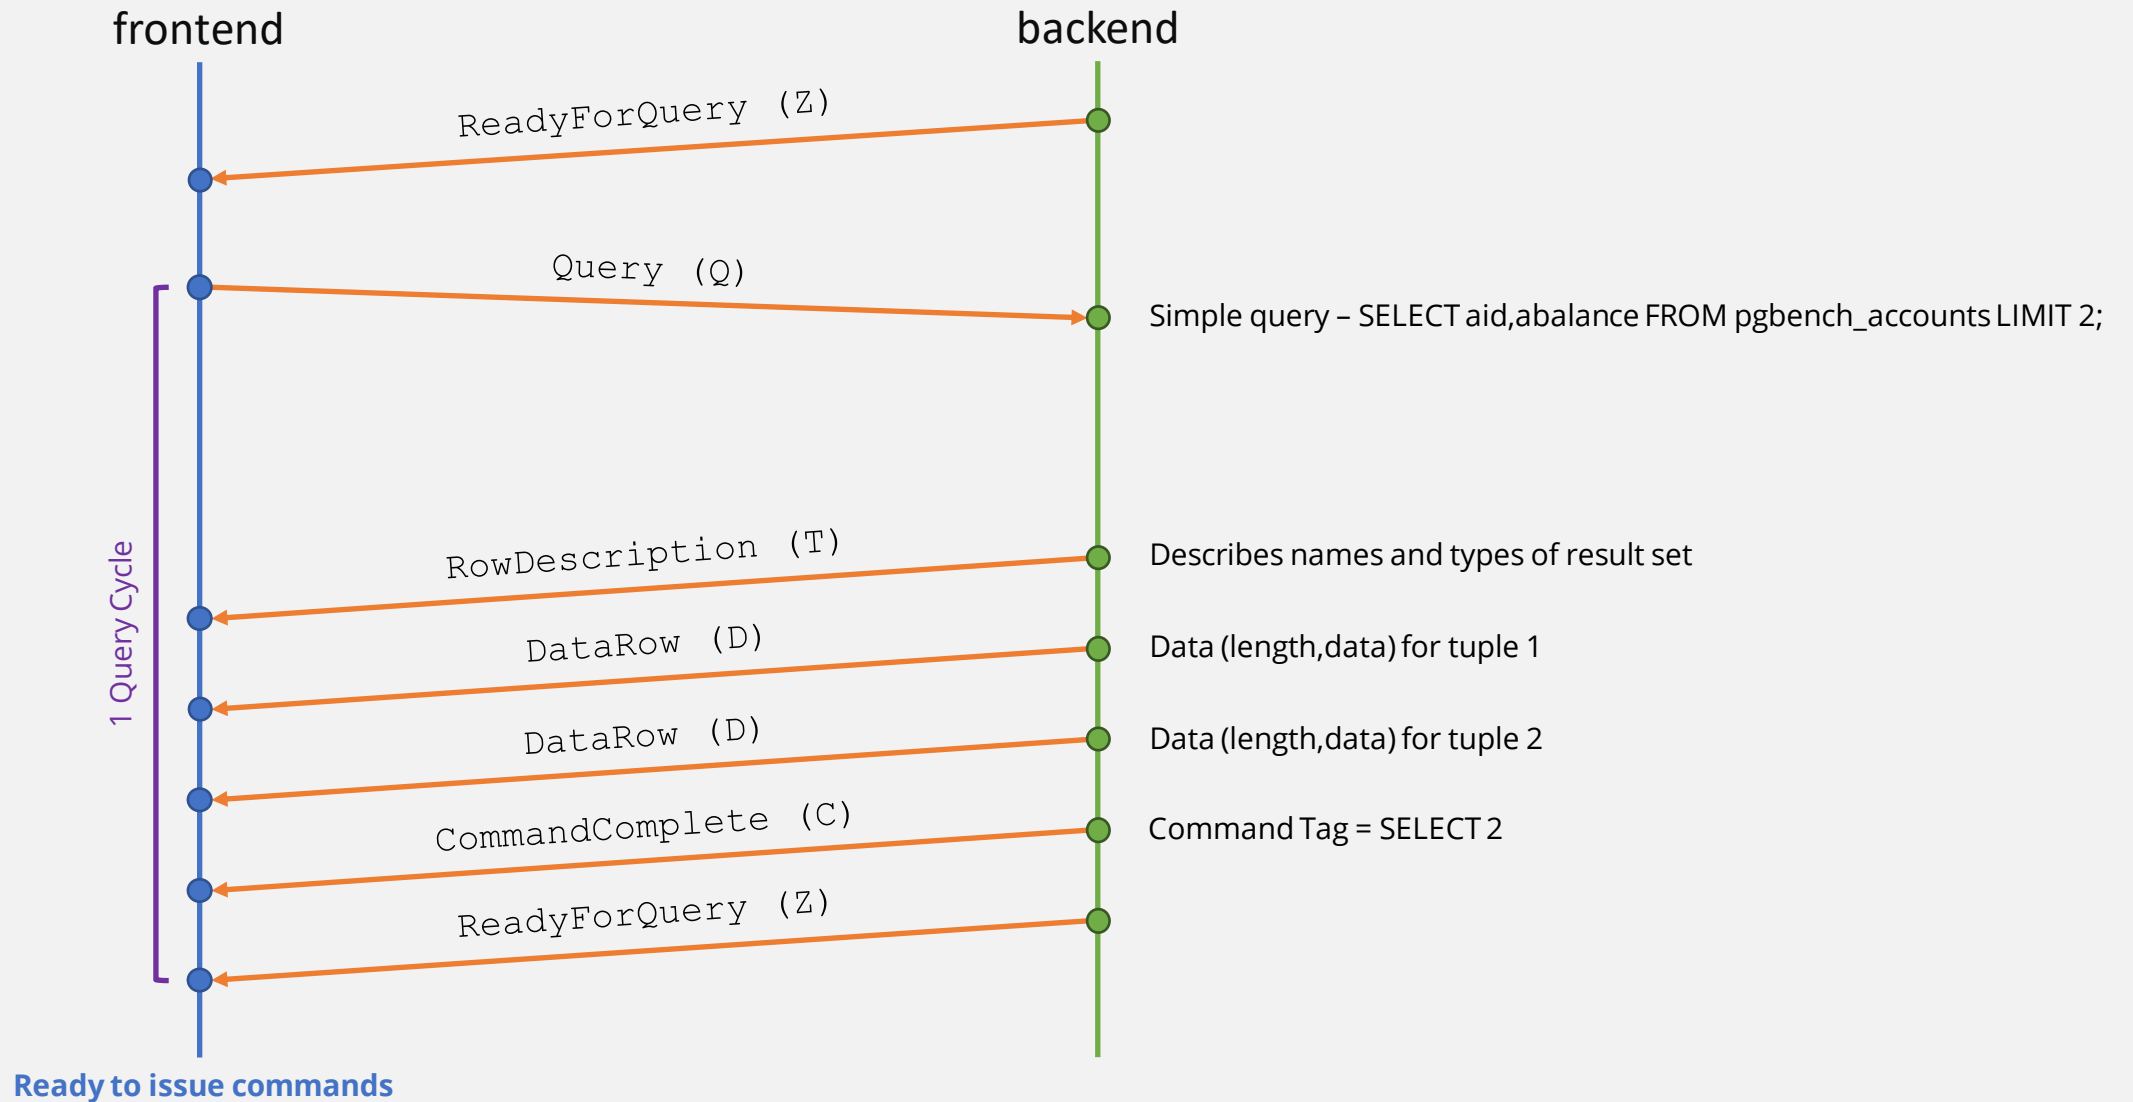 frontend
backend
ReadyForQuery (Z)
Query (Q)
Simple query – SELECT aid,abalance FROM pgbench_accounts LIMIT 2;
1 Query Cycle
RowDescription (T)
Describes names and types of result set
DataRow (D)
Data (length,data) for tuple 1
DataRow (D)
Data (length,data) for tuple 2
CommandComplete (C)
Command Tag = SELECT 2
ReadyForQuery (Z)
Ready to issue commands